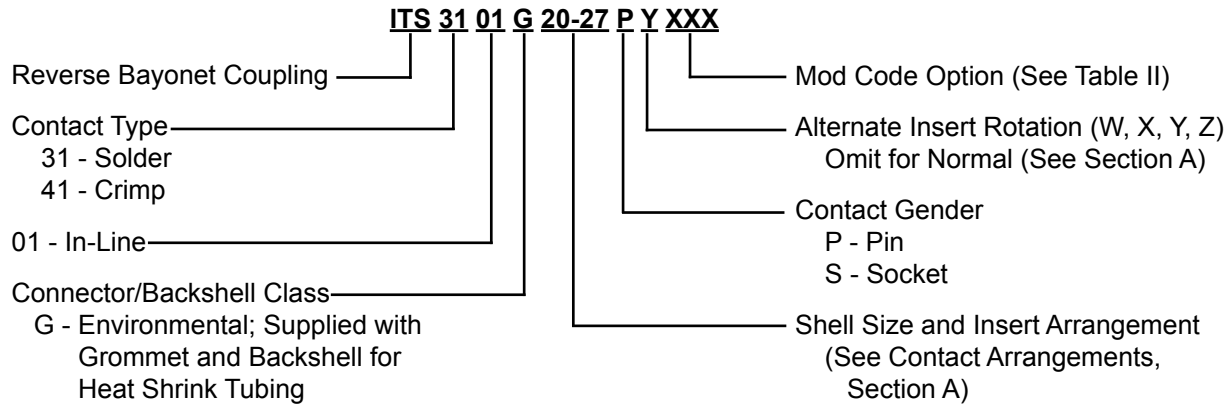 ITS 31 01 G 20-27 P Y XXX
Reverse Bayonet Coupling
Contact Type
31 - Solder
41 - Crimp
01 - In-Line
Connector/Backshell Class
G - Environmental; Supplied with
Grommet and Backshell for
Heat Shrink Tubing
Mod Code Option (See Table II)
Alternate Insert Rotation (W, X, Y, Z)
Omit for Normal (See Section A)
Contact Gender
P - Pin
S - Socket
Shell Size and Insert Arrangement
(See Contact Arrangements,
Section A)